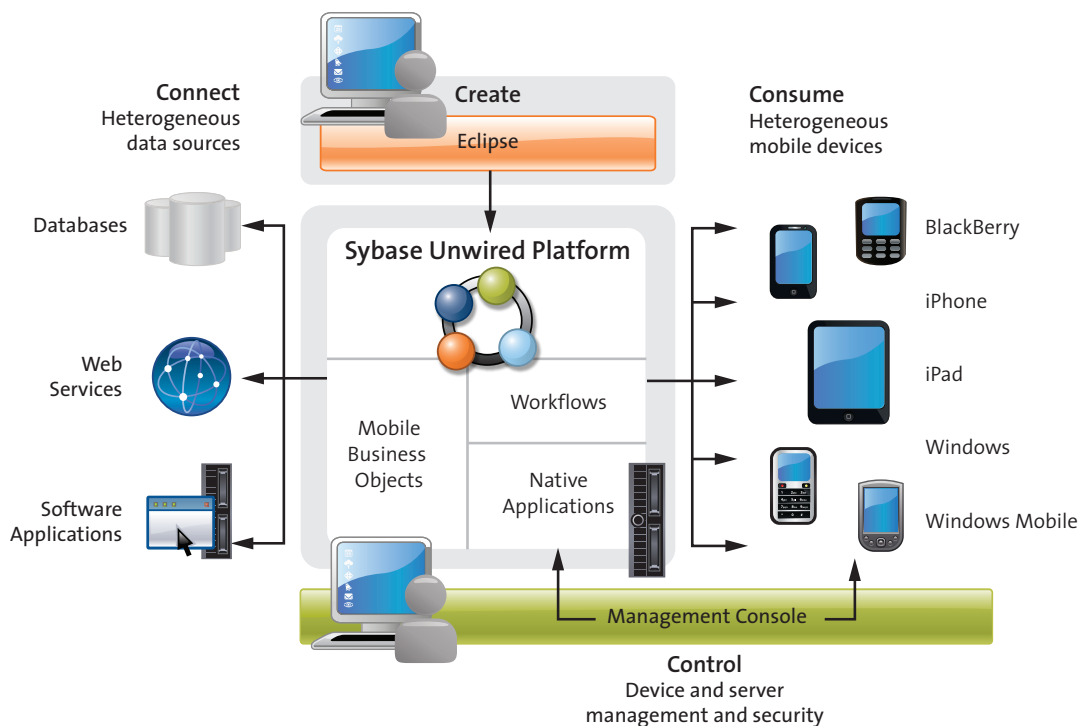 Connect
Heterogeneous
data sources
Create
Eclipse
Consume
Heterogeneous
mobile devices
Databases
Web
Services
Software
Applications
Sybase Unwired Platform
Mobile
Business
Objects
Workflows
Native
Applications
BlackBerry
iPhone
iPad
Windows
Windows Mobile
Management Console
Control
Device and server
management and security